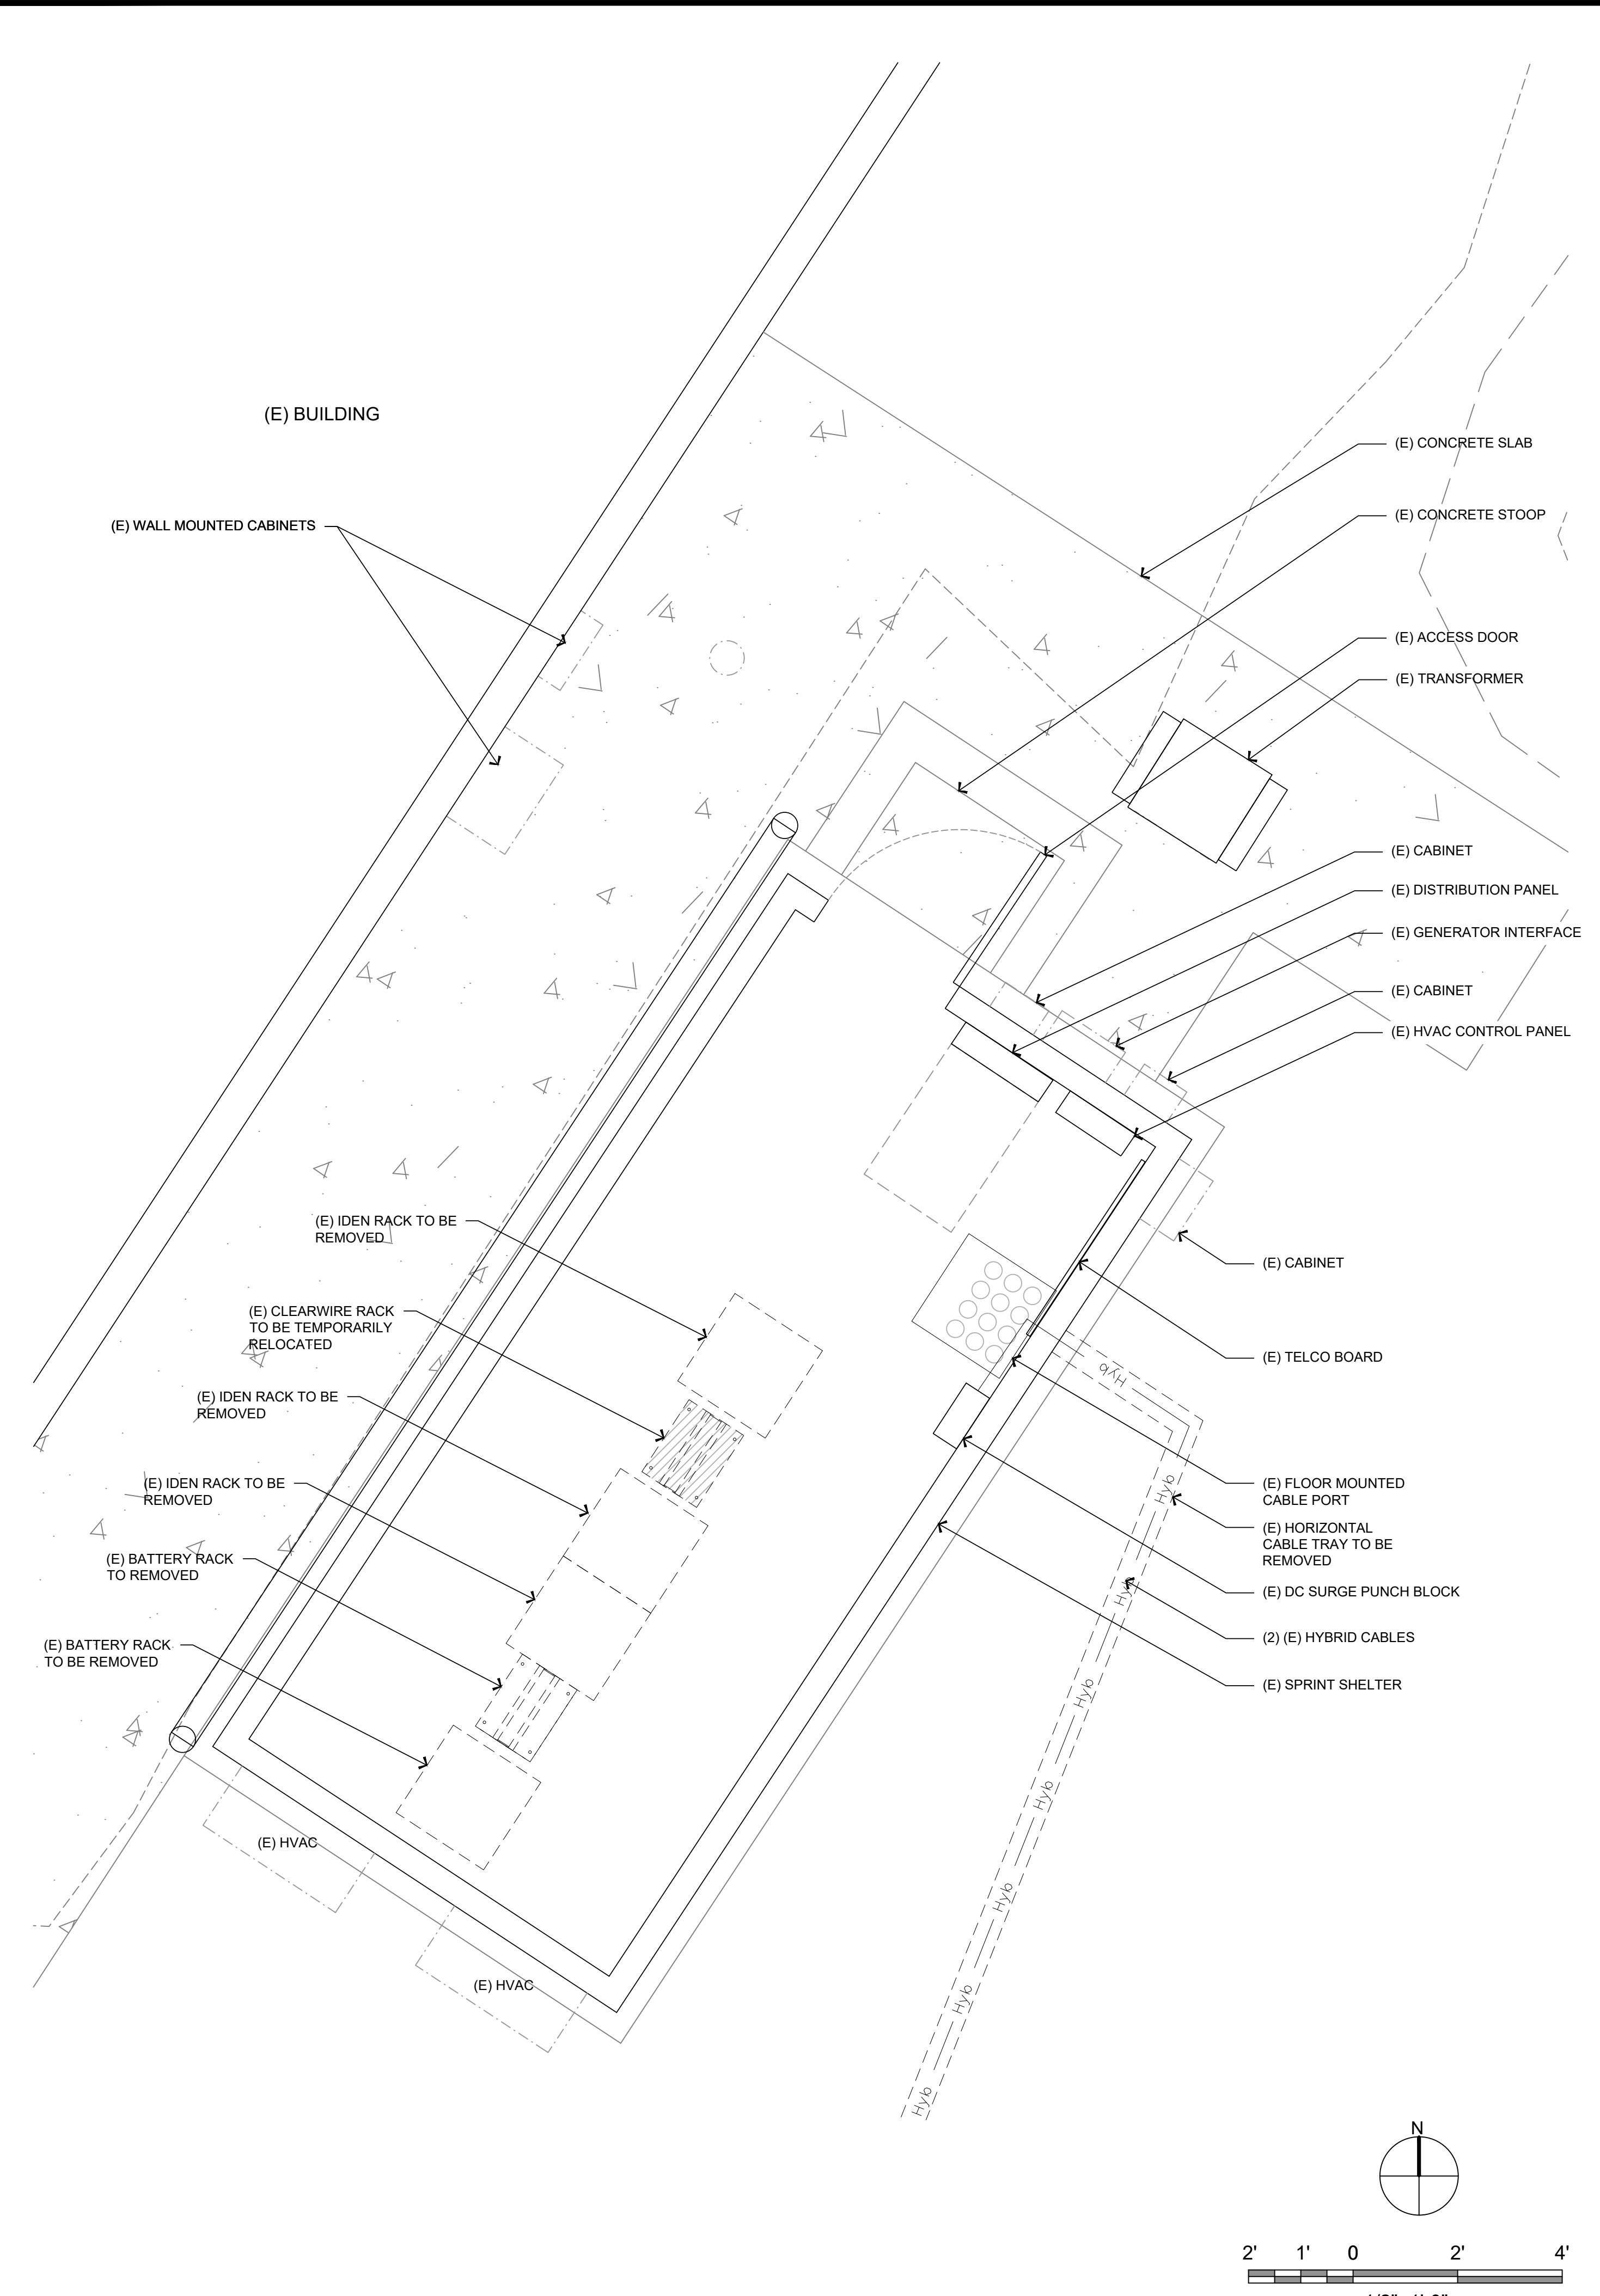 (E) BUILDING
(E) WALL MOUNTED CABINETS
(E) CONCRETE SLAB
(E) CONCRETE STOOP
(E) ACCESS DOOR
(E) TRANSFORMER
(E) CABINET
(E) DISTRIBUTION PANEL
(E) GENERATOR INTERFACE
(E) CABINET
(E) HVAC CONTROL PANEL
(E) IDEN RACK TO BE
REMOVED
(E) CLEARWIRE RACK
TO BE TEMPORARILY
RELOCATED
(E) IDEN RACK TO BE
REMOVED
(E) IDEN RACK TO BE
REMOVED
(E) BATTERY RACK
TO REMOVED
(E) BATTERY RACK
TO BE REMOVED
(E) HVAC
(E) HVAC
(E) CABINET
(E) TELCO BOARD
(E) FLOOR MOUNTED
CABLE PORT
(E) HORIZONTAL
CABLE TRAY TO BE
REMOVED
(E) DC SURGE PUNCH BLOCK
(2) (E) HYBRID CABLES
(E) SPRINT SHELTER
Hyb
Hyb
Hyb
Hyb
Hyb
Hyb
Hyb
Hyb
N
2' 1' 0 2' 4'